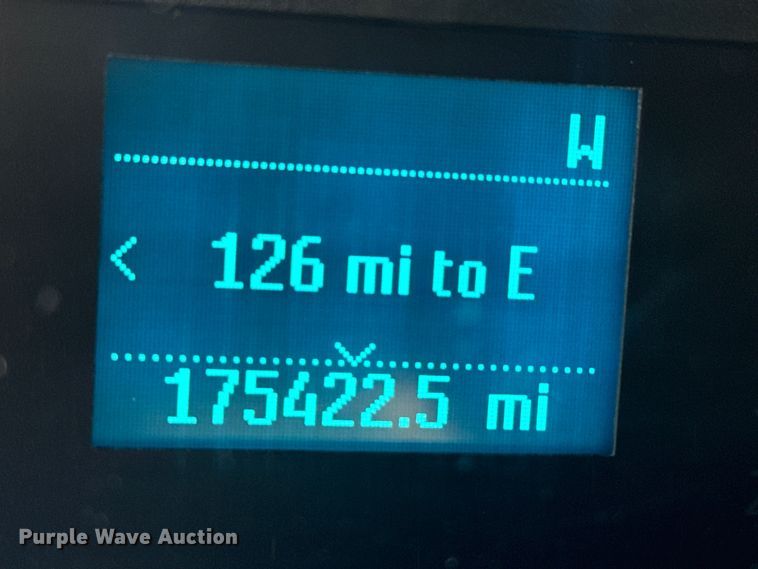 W
< 126 mi to E
175422.5 mi
Purple Wave Auction